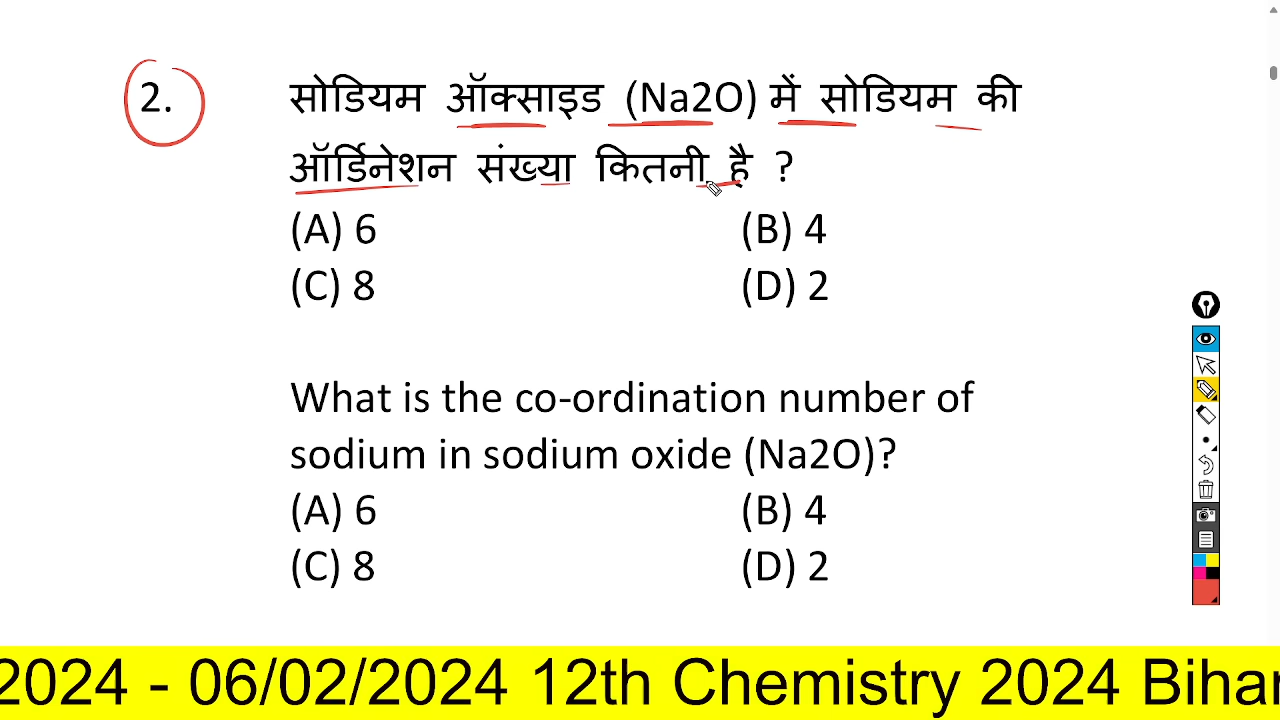 2. सोडियम ऑक्साइड (Na2O) में सोडियम की
ऑर्डिनेशन संख्या कितनी है ?
(A) 6 (B) 4
(C) 8 (D) 2
What is the co-ordination number of
sodium in sodium oxide (Na2O)?
(A) 6 (B) 4
(C) 8 (D) 2
2024 - 06/02/2024 12th Chemistry 2024 Bihar